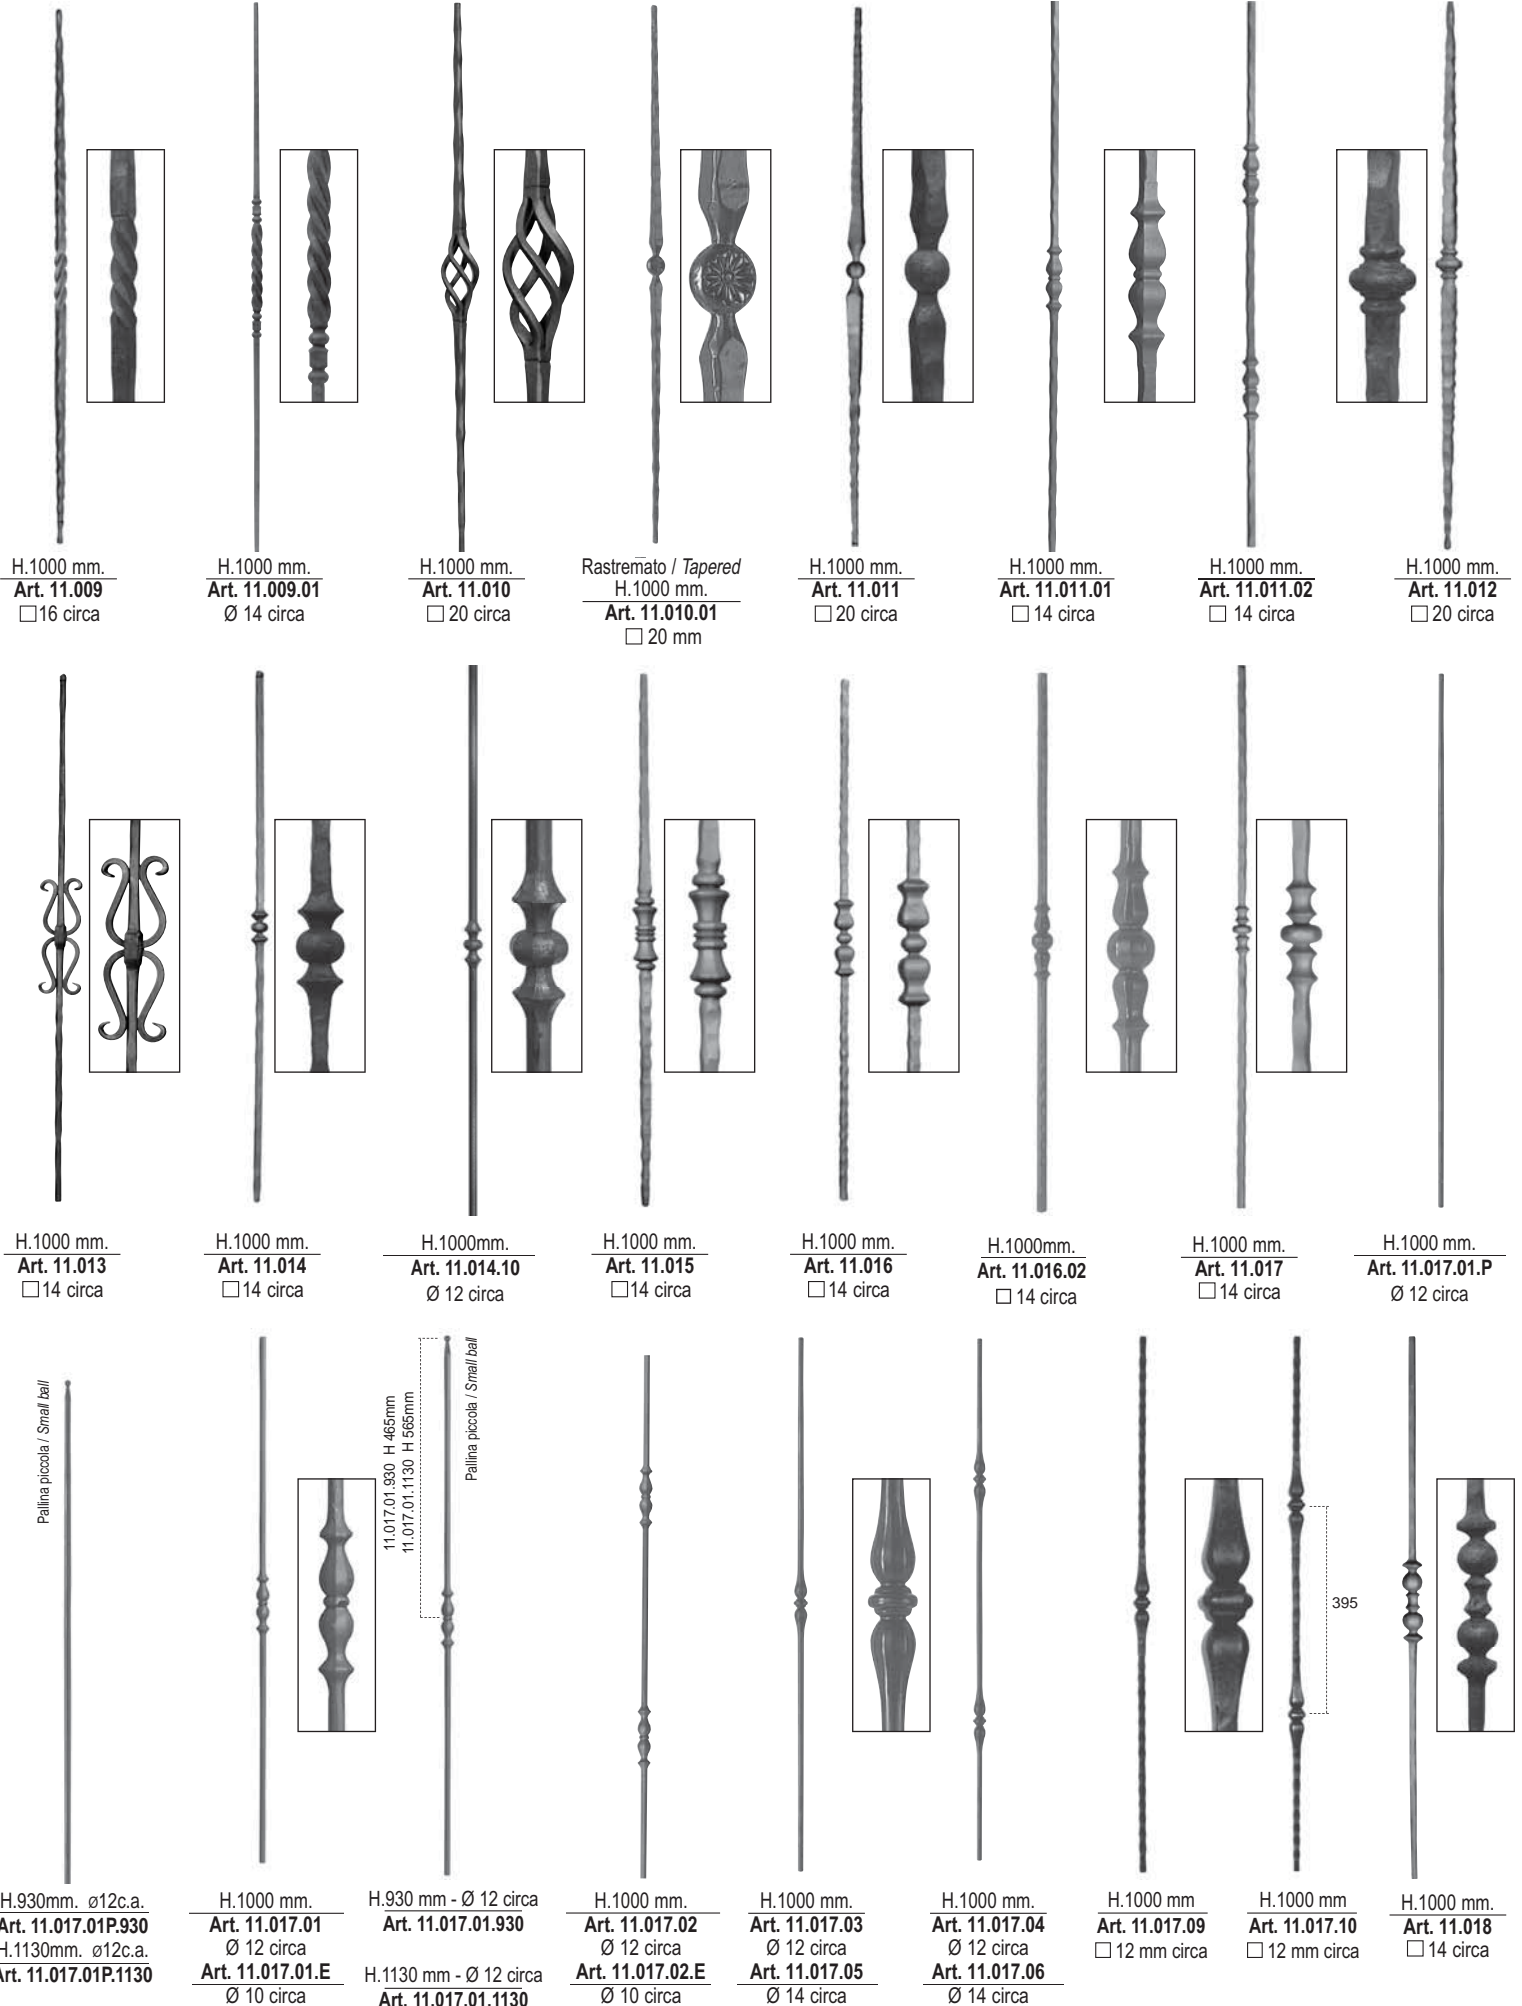 H.1000 mm.
Art. 11.009
16 circa
H.1000 mm.
Art. 11.009.01
Ø 14 circa
H.1000 mm.
Art. 11.010
20 circa
Rastremato / Tapered
H.1000 mm.
Art. 11.010.01
20 mm
H.1000 mm.
Art. 11.011
20 circa
H.1000 mm.
Art. 11.011.01
14 circa
H.1000 mm.
Art. 11.011.02
14 circa
H.1000 mm.
Art. 11.012
20 circa
H.1000 mm.
Art. 11.013
14 circa
H.1000 mm.
Art. 11.014
14 circa
H.1000mm.
Art. 11.014.10
Ø 12 circa
H.1000 mm.
Art. 11.015
14 circa
H.1000 mm.
Art. 11.016
14 circa
H.1000mm.
Art. 11.016.02
14 circa
H.1000 mm.
Art. 11.017
14 circa
H.1000 mm.
Art. 11.017.01.P
Ø 12 circa
Pallina piccola / Small ball
11.017.01.930 H 465mm
11.017.01.1130 H 565mm
Pallina piccola / Small ball
395
H.930mm. ø12c.a.
Art. 11.017.01P.930
H.1130mm. ø12c.a.
Art. 11.017.01P.1130
H.1000 mm.
Art. 11.017.01
Ø 12 circa
Art. 11.017.01.E
Ø 10 circa
H.930 mm - Ø 12 circa
Art. 11.017.01.930
H.1130 mm - Ø 12 circa
Art. 11.017.01.1130
H.1000 mm.
Art. 11.017.02
Ø 12 circa
Art. 11.017.02.E
Ø 10 circa
H.1000 mm.
Art. 11.017.03
Ø 12 circa
Art. 11.017.05
Ø 14 circa
H.1000 mm.
Art. 11.017.04
Ø 12 circa
Art. 11.017.06
Ø 14 circa
H.1000 mm
Art. 11.017.09
12 mm circa
H.1000 mm
Art. 11.017.10
12 mm circa
H.1000 mm.
Art. 11.018
14 circa